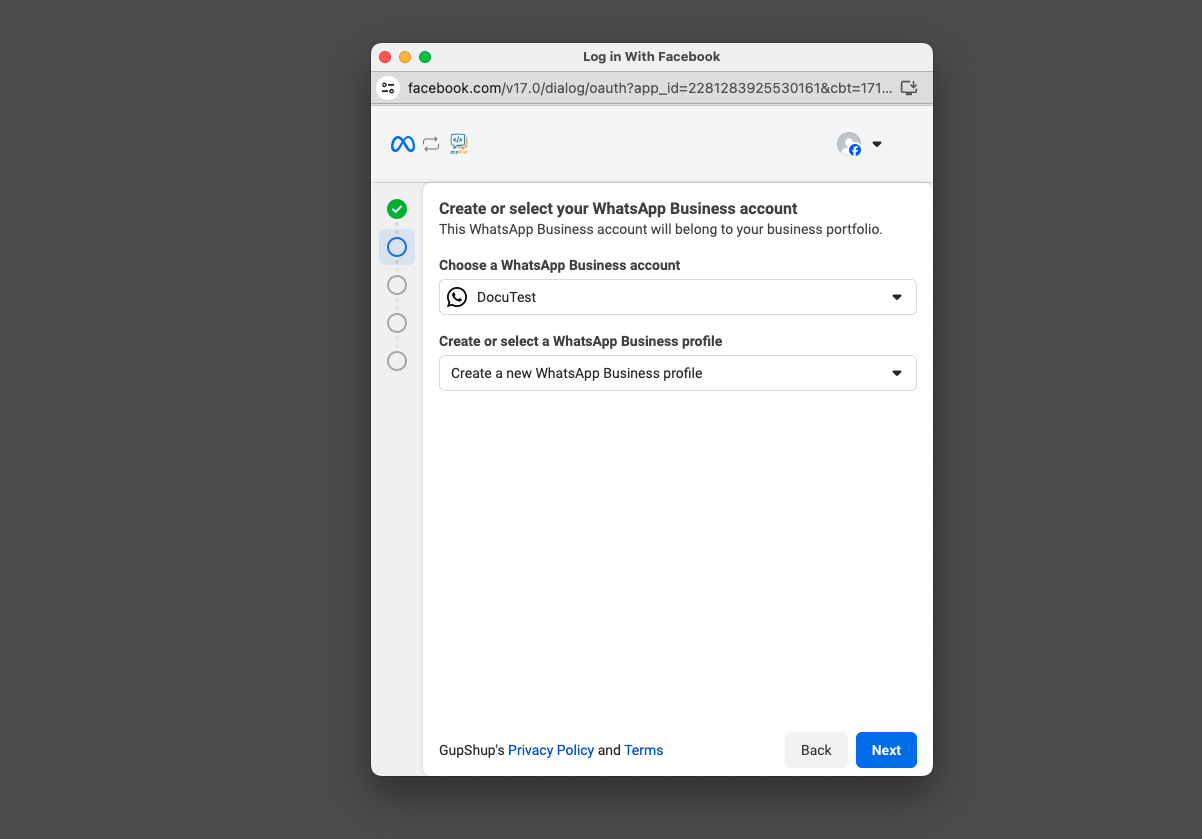 Log in With Facebook
facebook.com/v17.0/dialog/oauth?app_id=2281283925530161&cbt=171...
Create or select your WhatsApp Business account
This WhatsApp Business account will belong to your business portfolio.
Choose a WhatsApp Business account
DocuTest
Create or select a WhatsApp Business profile
Create a new WhatsApp Business profile
GupShup's Privacy Policy and Terms
Back
Next